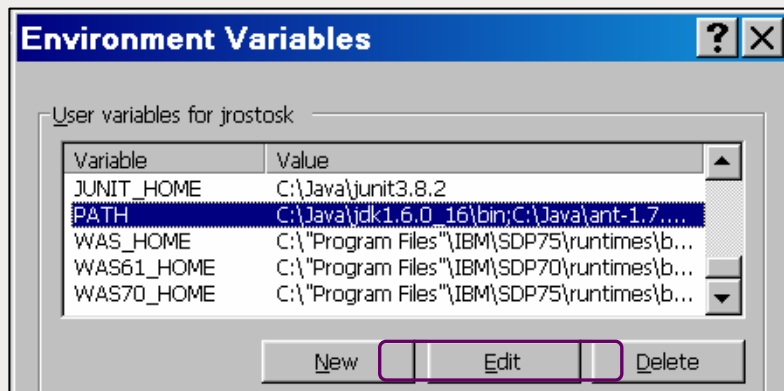 Environment Variables ? X
User variables for jrostosk
Variable Value
JUNIT_HOME C:\Java\junit3.8.2
PATH C:\Java\jdk1.6.0_16\bin;C:\Java\ant-1.7....
WAS_HOME C:\"Program Files"\IBM\SDP75\runtimes\b...
WAS61_HOME C:\"Program Files"\IBM\SDP70\runtimes\b...
WAS70_HOME C:\"Program Files"\IBM\SDP75\runtimes\b...
New Edit Delete